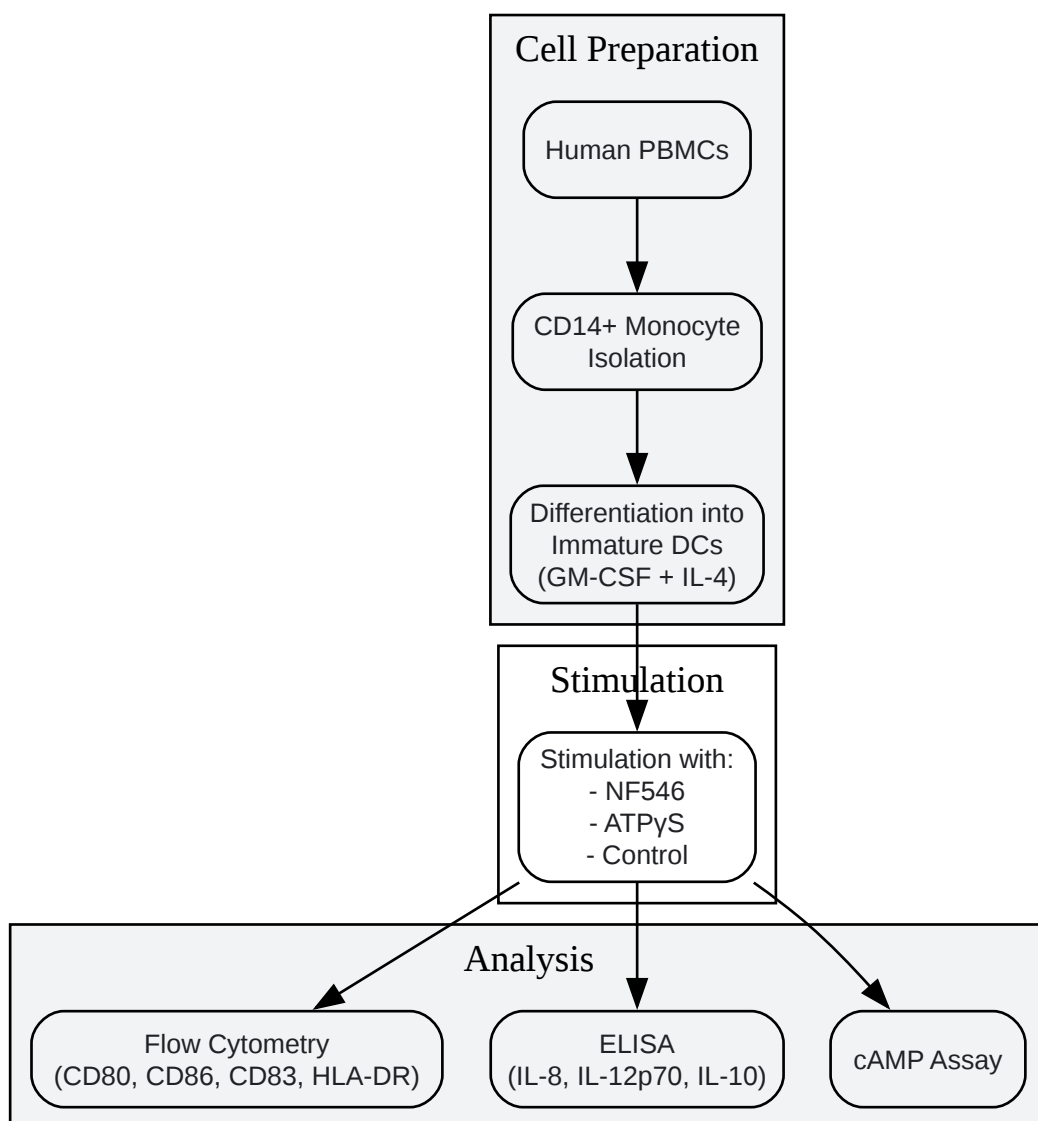 Cell Preparation
Human PBMCs
CD14+ Monocyte
Isolation
Differentiation into
Immature DCs
(GM-CSF + IL-4)
Stimulation
Stimulation with:
- NF546
- ATPγS
- Control
Analysis
Flow Cytometry
(CD80, CD86, CD83, HLA-DR)
ELISA
(IL-8, IL-12p70, IL-10)
cAMP Assay